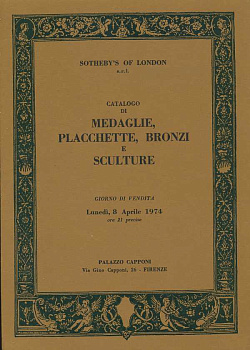 SOTHEBY'S OF LONDON
s.r.l.
CATALOGO
DI
MEDAGLIE,
PLACCHETTE, BRONZI
E
SCULTURE
GIORNO DI VENDITA
Lunedì, 8 Aprile 1974
ore 21 precise
PALAZZO CAPPONI
Via Gino Capponi, 26 - FIRENZE